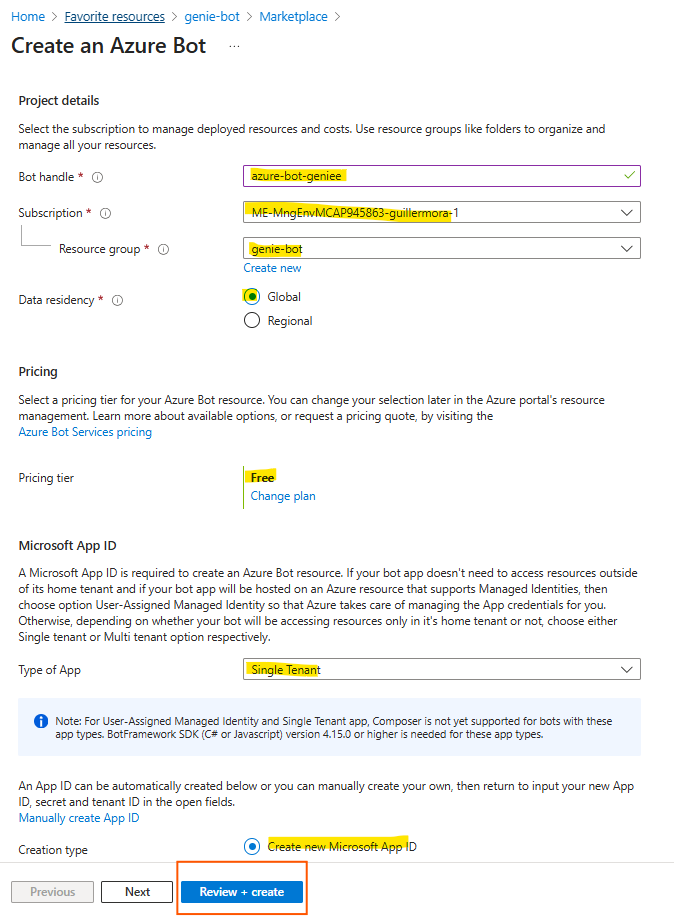 Home > Favorite resources > genie-bot > Marketplace >
Create an Azure Bot ...
Project details
Select the subscription to manage deployed resources and costs. Use resource groups like folders to organize and
manage all your resources.
Bot handle * azure-bot-geniee
Subscription * ME-MngEnvMCAP945863-guillermora-1
Resource group * genie-bot
Create new
Data residency * Global
Regional
Pricing
Select a pricing tier for your Azure Bot resource. You can change your selection later in the Azure portal's resource
management. Learn more about available options, or request a pricing quote, by visiting the
Azure Bot Services pricing
Pricing tier Free
Change plan
Microsoft App ID
A Microsoft App ID is required to create an Azure Bot resource. If your bot app doesn't need to access resources outside
of its home tenant and if your bot app will be hosted on an Azure resource that supports Managed Identities, then
choose option User-Assigned Managed Identity so that Azure takes care of managing the App credentials for you.
Otherwise, depending on whether your bot will be accessing resources only in it's home tenant or not, choose either
Single tenant or Multi tenant option respectively.
Type of App Single Tenant
Note: For User-Assigned Managed Identity and Single Tenant app, Composer is not yet supported for bots with these
app types. BotFramework SDK (C# or Javascript) version 4.15.0 or higher is needed for these app types.
An App ID can be automatically created below or you can manually create your own, then return to input your new App
ID, secret and tenant ID in the open fields.
Manually create App ID
Creation type Create new Microsoft App ID
Previous Next Review + create